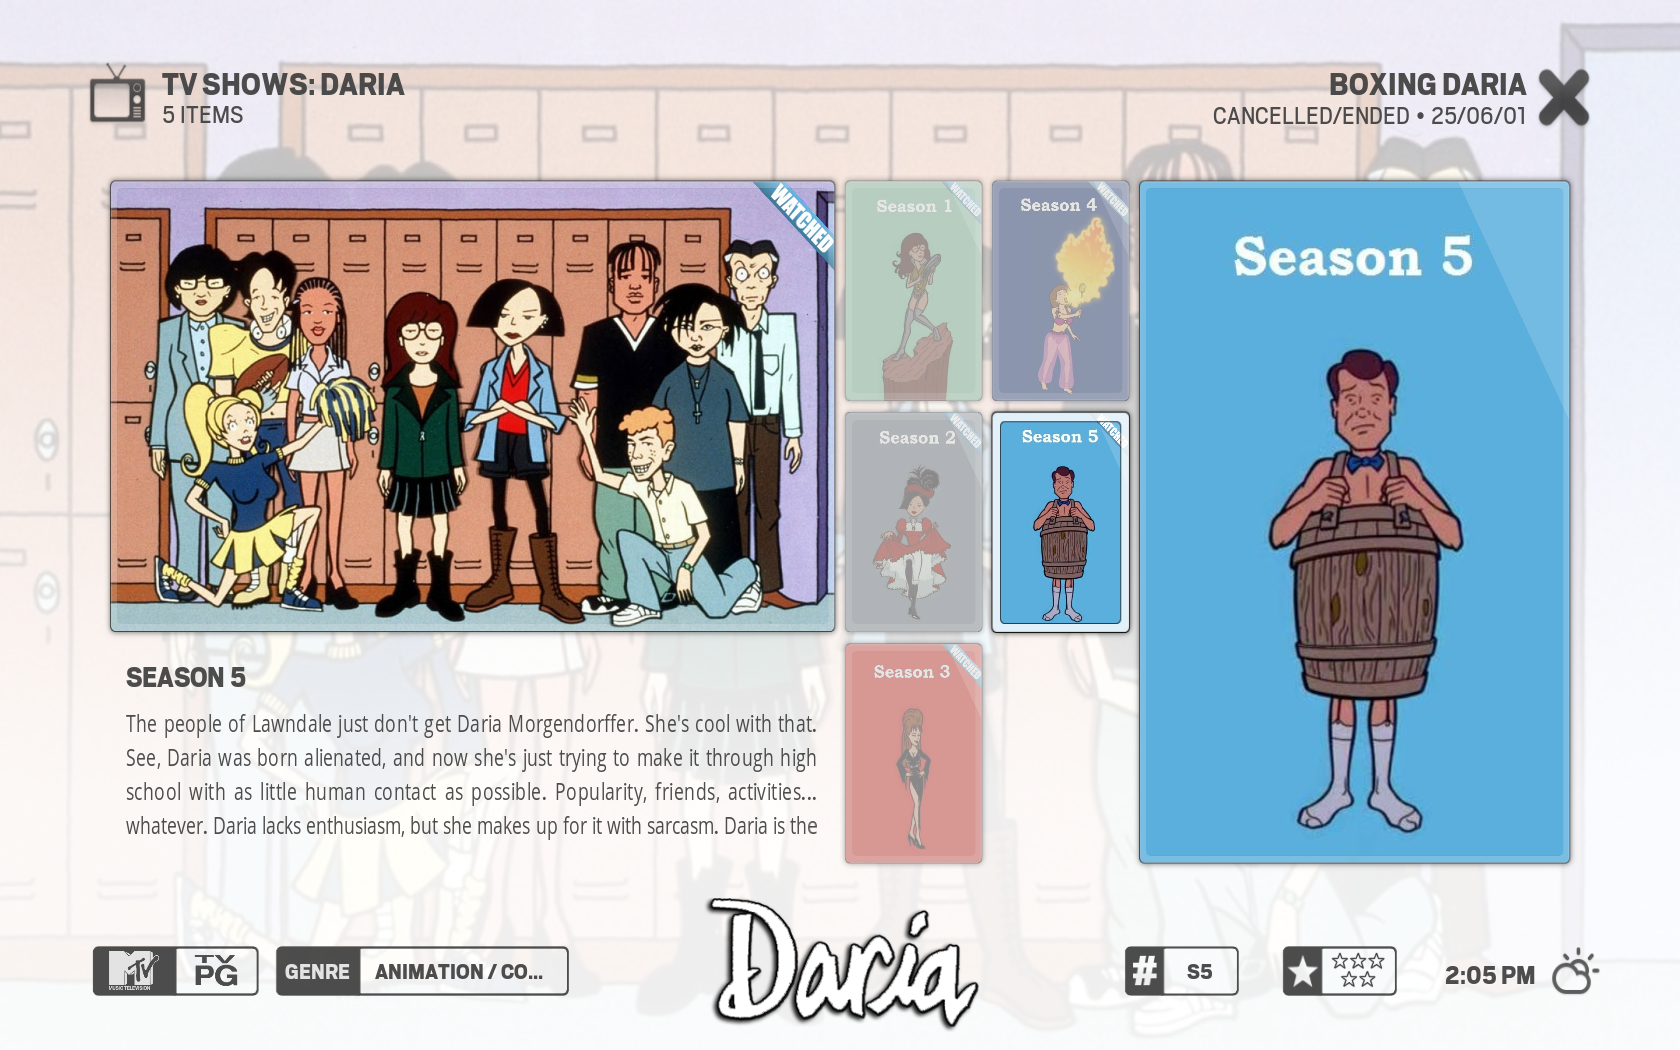 TV SHOWS: DARIA
5 ITEMS
BOXING DARIA
CANCELLED/ENDED • 25/06/01
WATCHED
Season 1
WATCHED
Season 4
WATCHED
Season 2
WATCHED
Season 5
WATCHED
Season 3
WATCHED
Season 5
SEASON 5
The people of Lawndale just don't get Daria Morgendorffer. She's cool with that.
See, Daria was born alienated, and now she's just trying to make it through high
school with as little human contact as possible. Popularity, friends, activities...
whatever. Daria lacks enthusiasm, but she makes up for it with sarcasm. Daria is the
MTV
MUSIC TELEVISION
TV
PG
GENRE
ANIMATION / CO...
Daria
#
S5
2:05 PM